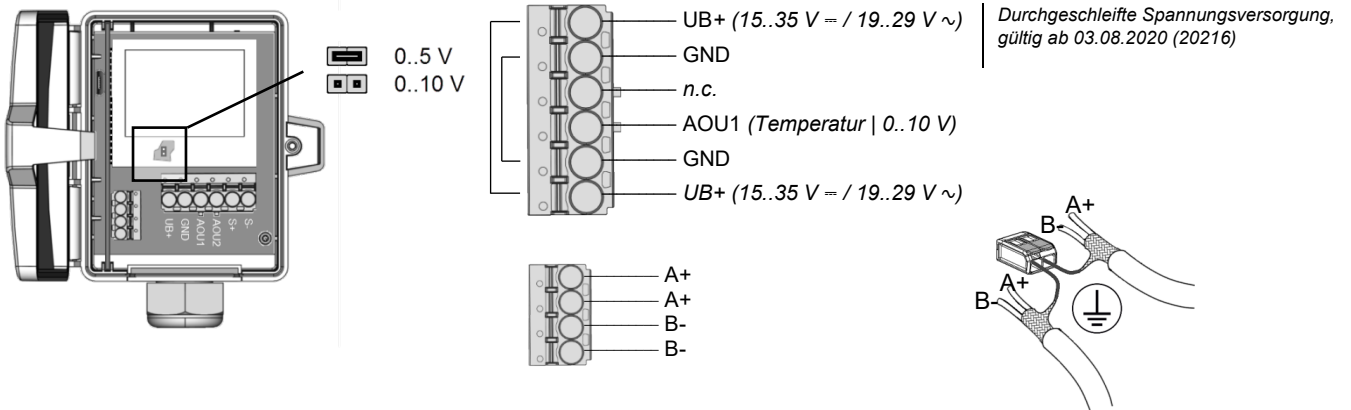 0..5 V
0..10 V
UB+
GND
AOU1
AOU2
S+
S-
UB+ (15..35 V ⎓ / 19..29 V ∿)
GND
n.c.
AOU1 (Temperatur | 0..10 V)
GND
UB+ (15..35 V ⎓ / 19..29 V ∿)
Durchgeschleifte Spannungsversorgung,
gültig ab 03.08.2020 (20216)
A+
A+
B-
B-
A+
B-
A+
B-